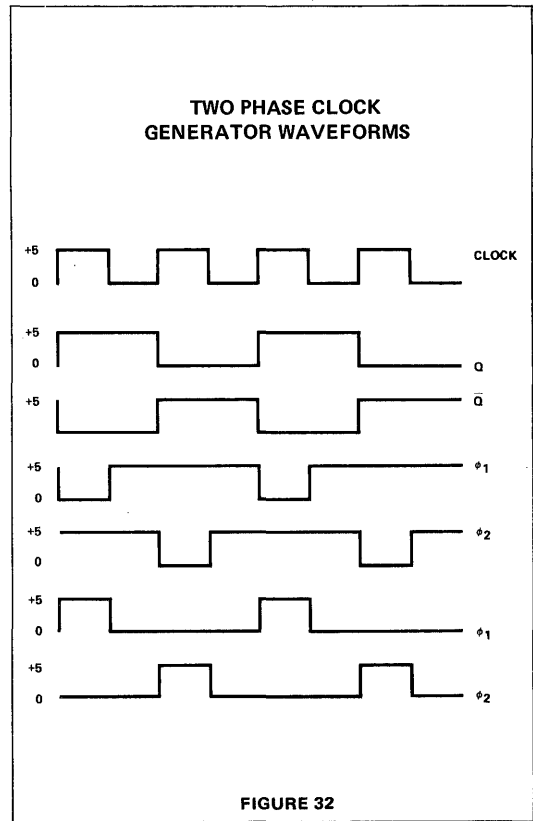 TWO PHASE CLOCK
GENERATOR WAVEFORMS
+5
CLOCK
0
+5
0
Q
+5
Q̅
+5
ϕ1
0
+5
ϕ2
0
+5
0
ϕ1
+5
0
ϕ2
FIGURE 32